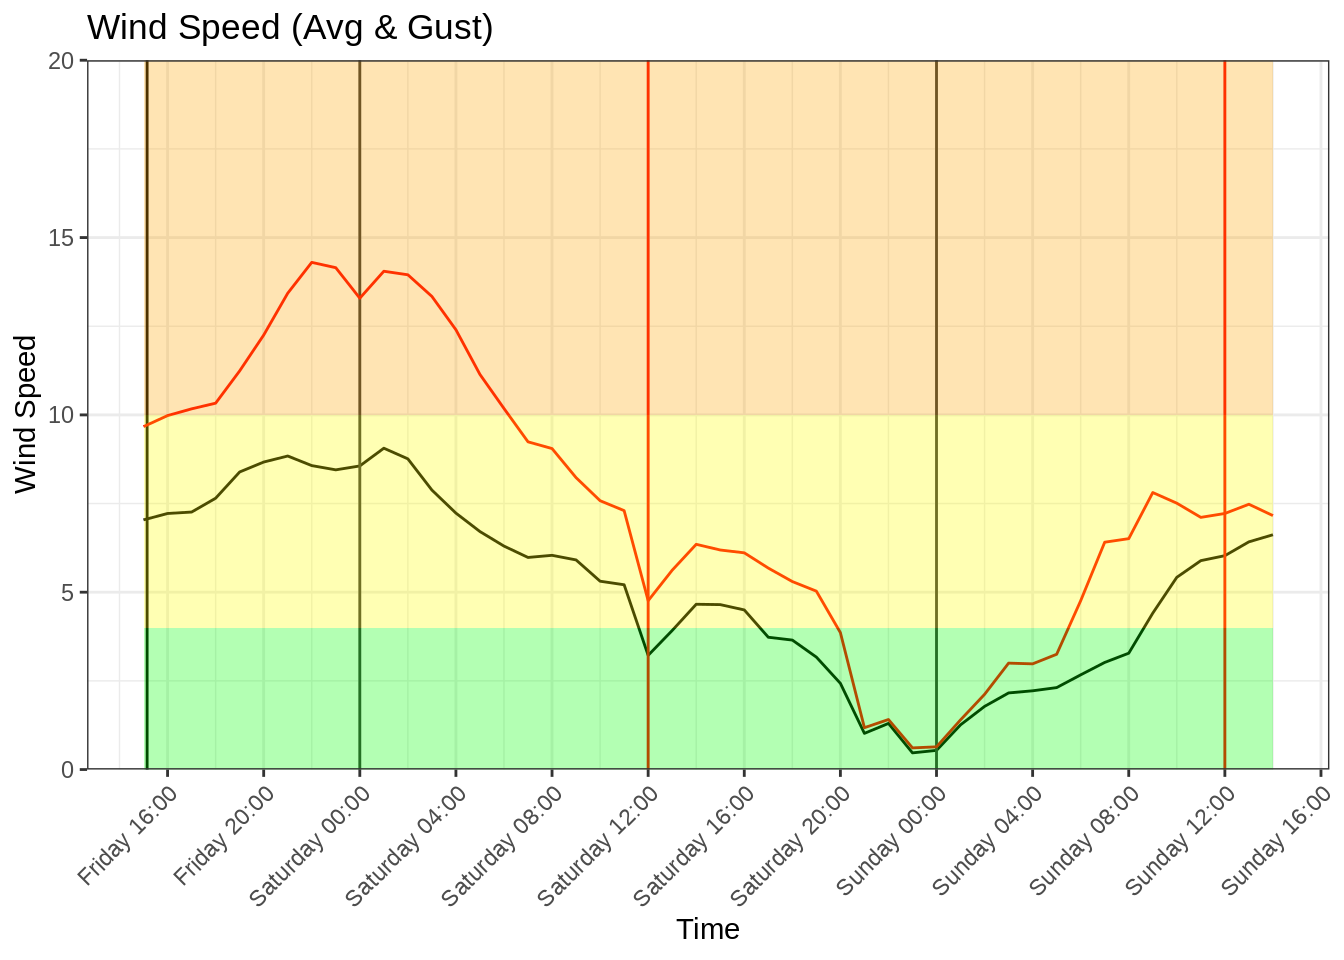 Wind Speed (Avg & Gust)
20
15
10
5
0
Wind Speed
Friday 16:00
Friday 20:00
Saturday 00:00
Saturday 04:00
Saturday 08:00
Saturday 12:00
Saturday 16:00
Saturday 20:00
Sunday 00:00
Sunday 04:00
Sunday 08:00
Sunday 12:00
Sunday 16:00
Time